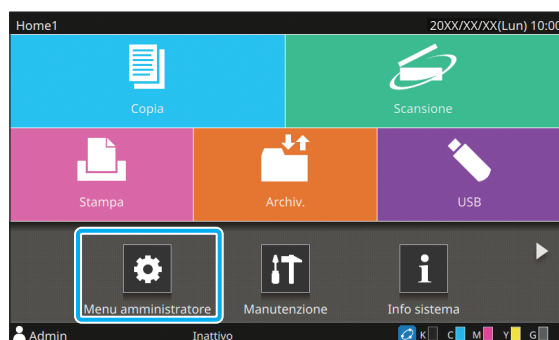 Home1 20XX/XX/XX(Lun) 10:00
Copia Scansione
Stampa Archiv. USB
Menu amministratore Manutenzione Info sistema
Admin Inattivo K C M Y G